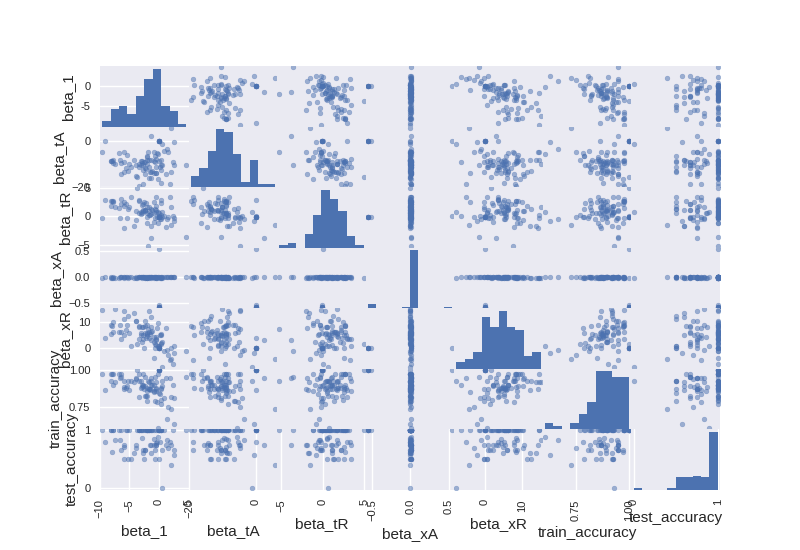 beta_1
0
-5
beta_tA
0
beta_tR
0
-5
beta_xA
0.5
0.0
-0.5
beta_xR
10
0
train_accuracy
1.00
0.75
test_accuracy
1
0
-10 -5 0 0 -5 0 5 -0.5 0.0 0.5 0 10 0.75 1.00 0 1
beta_1 beta_tA beta_tR beta_xA beta_xR train_accuracy test_accuracy